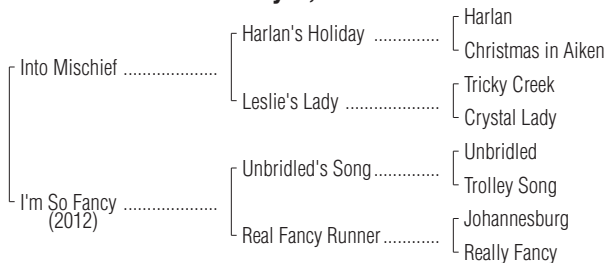 Harlan
Harlan's Holiday ..............
Christmas in Aiken
Into Mischief ....................
Tricky Creek
Leslie's Lady ....................
Crystal Lady
Unbridled
Unbridled's Song..............
Trolley Song
I'm So Fancy ....................
(2012)
Johannesburg
Real Fancy Runner............
Really Fancy